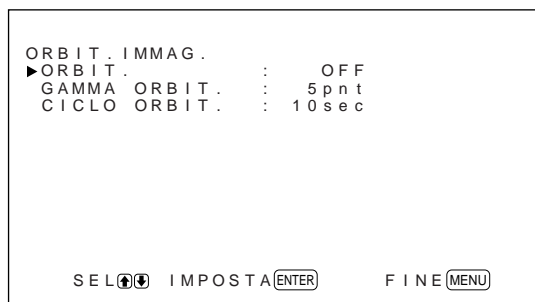 ORBIT.IMMAG.
▶ORBIT. : OFF
GAMMA ORBIT. : 5pnt
CICLO ORBIT. : 10sec
SEL⬆⬇ IMPOSTA ENTER FINE MENU